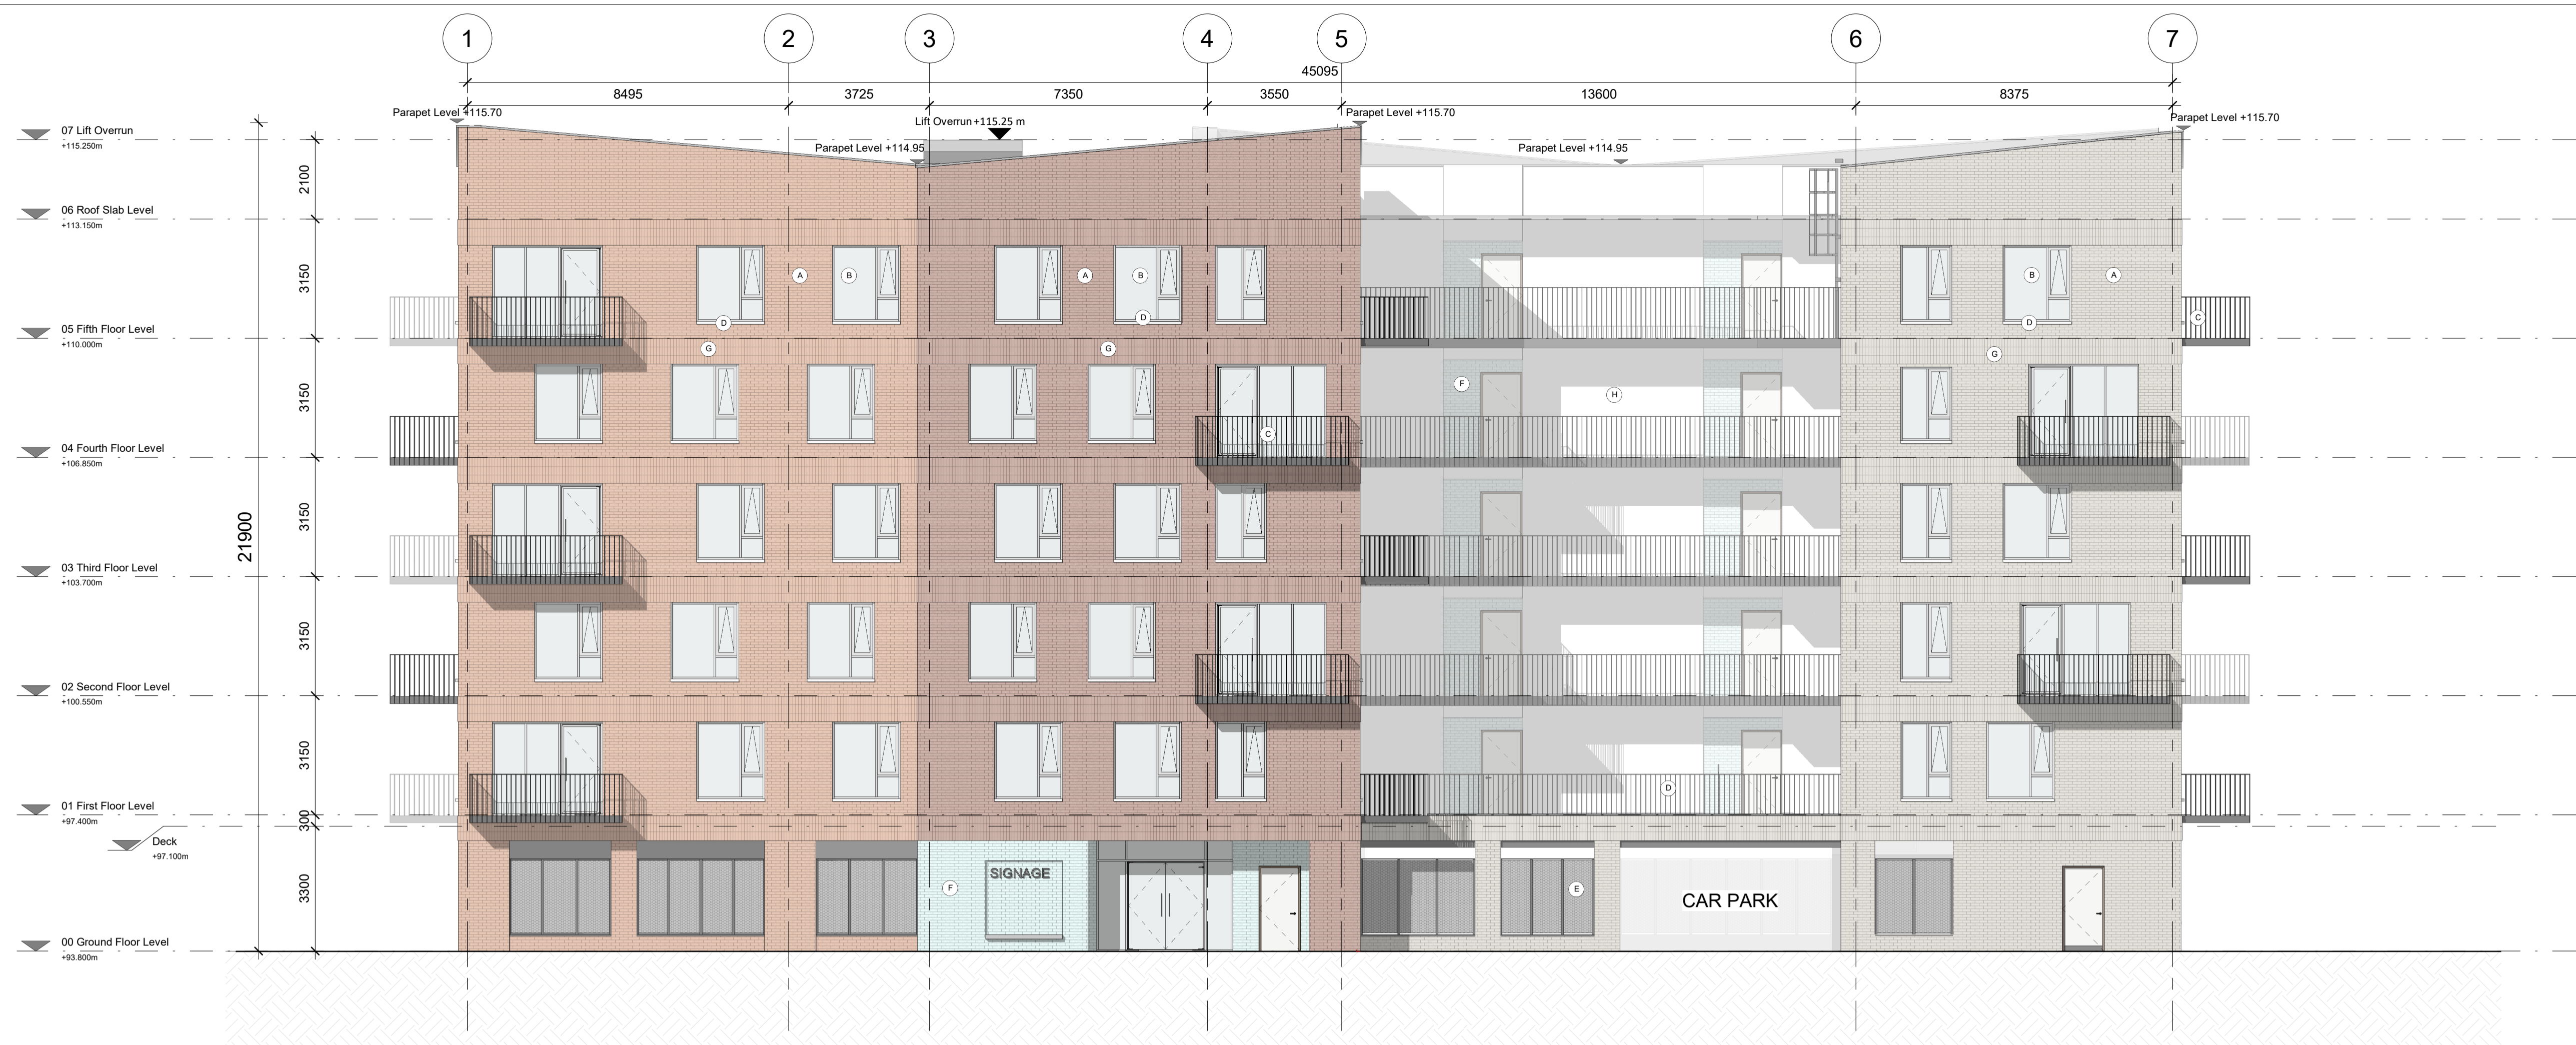 1 2 3 4 5 6 7
45095
8495 3725 7350 3550 13600 8375
Parapet Level +115.70
Parapet Level +115.70
Parapet Level +115.70
Lift Overrun +115.25 m
Parapet Level +114.95
Parapet Level +114.95
07 Lift Overrun
+115.250m
2100
06 Roof Slab Level
+113.150m
3150
A B A B B A
D D D C
05 Fifth Floor Level
+110.000m
G G G
3150
F H
C
04 Fourth Floor Level
+106.850m
21900
3150
03 Third Floor Level
+103.700m
3150
02 Second Floor Level
+100.550m
3150
D
01 First Floor Level
+97.400m
300
Deck
+97.100m
3300
SIGNAGE
F E
CAR PARK
00 Ground Floor Level
+93.800m